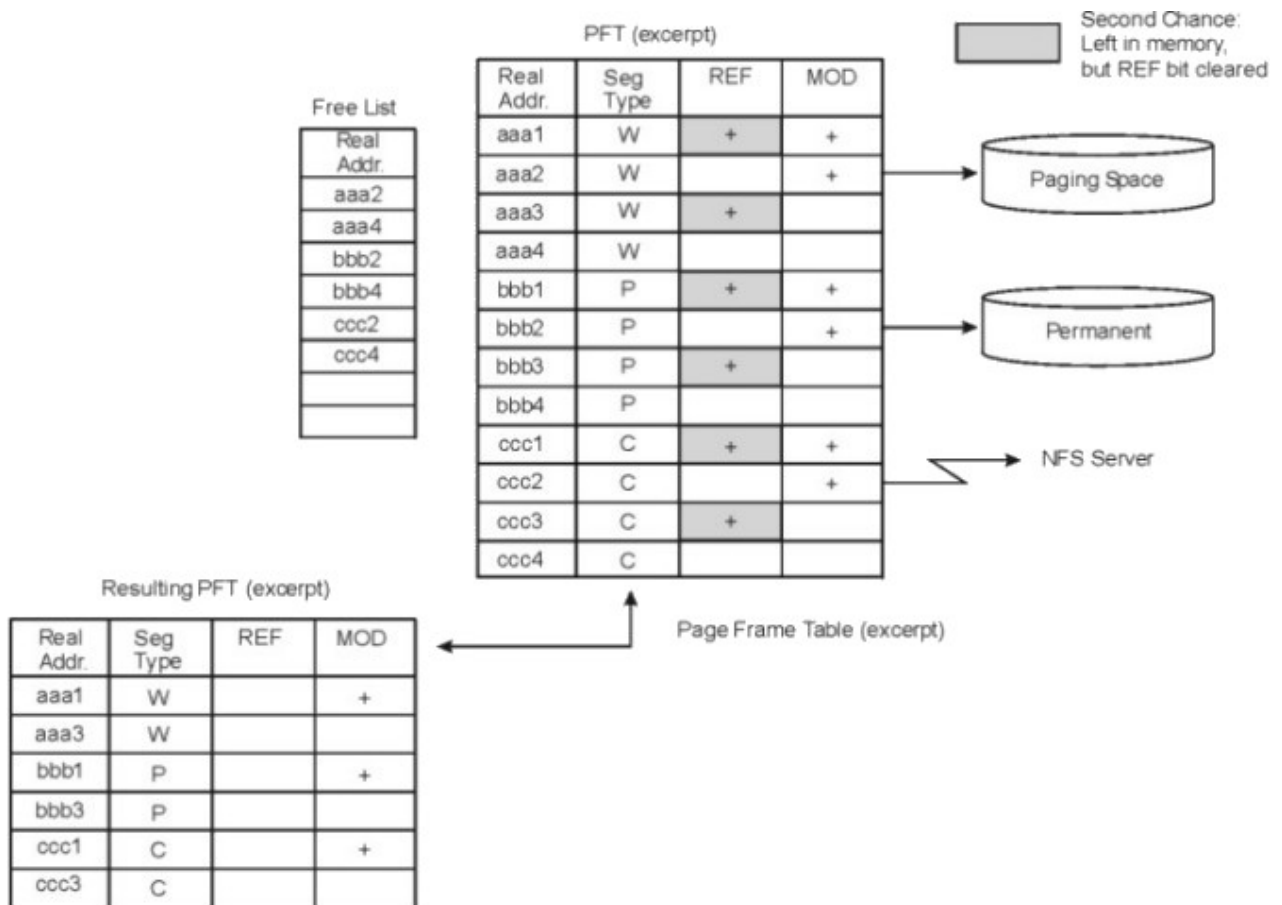 PFT (excerpt)
Second Chance:
Left in memory,
but REF bit cleared
Free List
Real
Addr.
aaa2
aaa4
bbb2
bbb4
ccc2
ccc4
Real
Addr.
Seg
Type
REF
MOD
aaa1 W + +
aaa2 W +
aaa3 W +
aaa4 W
bbb1 P + +
bbb2 P +
bbb3 P +
bbb4 P
ccc1 C + +
ccc2 C +
ccc3 C +
ccc4 C
Paging Space
Permanent
NFS Server
Page Frame Table (excerpt)
Resulting PFT (excerpt)
Real
Addr.
Seg
Type
REF
MOD
aaa1 W +
aaa3 W
bbb1 P +
bbb3 P
ccc1 C +
ccc3 C